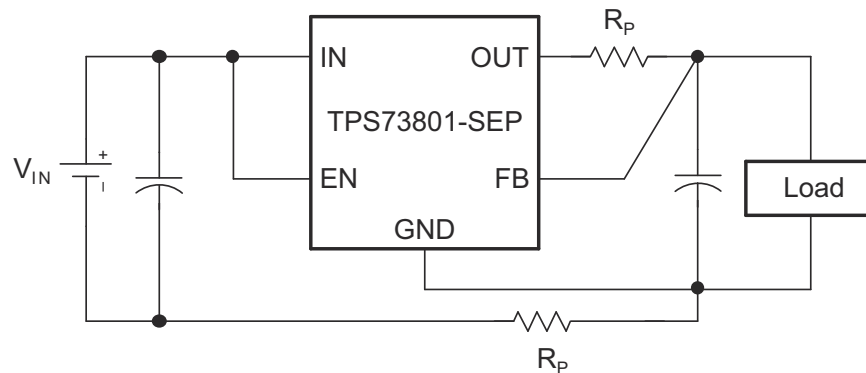 R_P
IN
OUT
TPS73801-SEP
V_IN
+
EN
FB
Load
GND
R_P